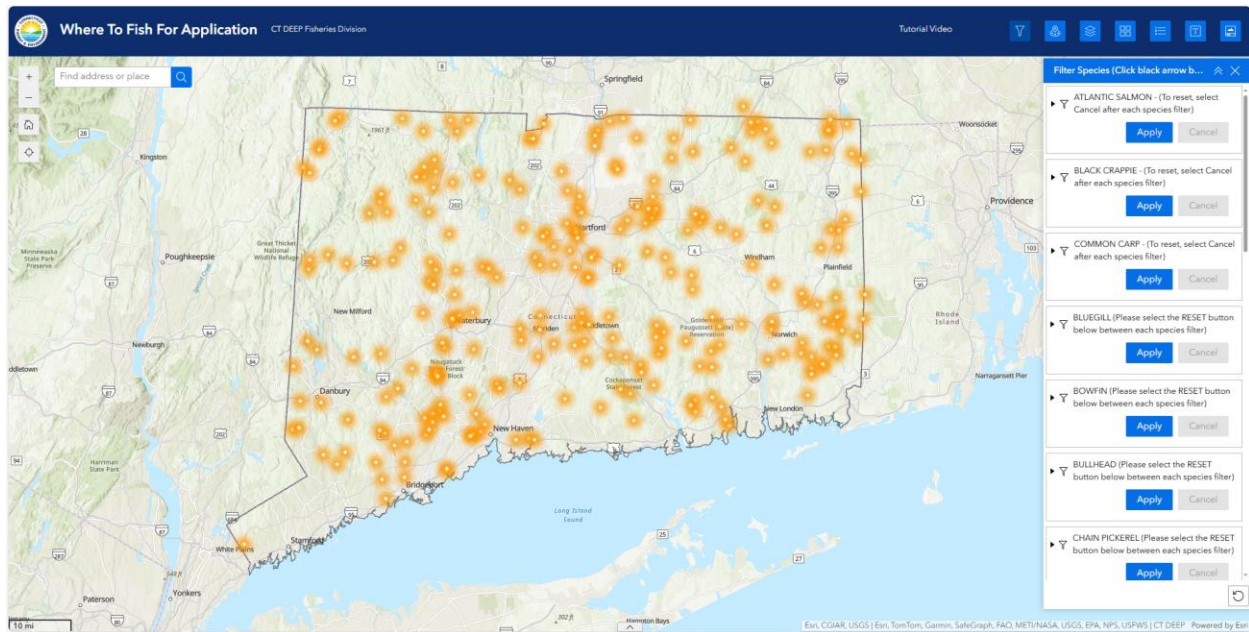 Where To Fish For Application
CT DEEP Fisheries Division
Tutorial Video
Find address or place
Filter Species (Click black arrow b...
ATLANTIC SALMON - (To reset, select
Cancel after each species filter)
Apply
Cancel
BLACK CRAPPIE - (To reset, select Cancel
after each species filter)
Apply
Cancel
COMMON CARP - (To reset, select Cancel
after each species filter)
Apply
Cancel
BLUEGILL (Please select the RESET button
below between each species filter)
Apply
Cancel
BOWFIN (Please select the RESET button
below between each species filter)
Apply
Cancel
BULLHEAD (Please select the RESET
button below between each species filter)
Apply
Cancel
CHAIN PICKEREL (Please select the RESET
button below between each species filter)
Apply
Cancel
Springfield
Woonsocket
Kingston
Providence
Minnewaska
State Park
Preserve
Poughkeepsie
Great Thicket
National
Wildlife Refuge
Windham
Plainfield
New Milford
Connecticut
Rhode
Island
Newburgh
Norwich
Naugatuck
Forest
Block
Narragansett Pier
Danbury
Cockaponset
State Forest
New London
New Haven
Harriman
State Park
Bridgeport
Long Island
Sound
White Plains
Stamford
Paterson
Yonkers
Hampton Bays
10 mi
Esri, CGIAR, USGS | Esri, TomTom, Garmin, SafeGraph, FAO, METI/NASA, USGS, EPA, NPS, USFWS | CT DEEP
Powered by Esri